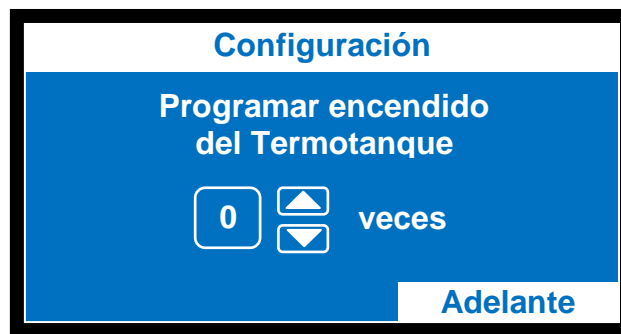 Configuración
Programar encendido
del Termotanque
0 veces
Adelante